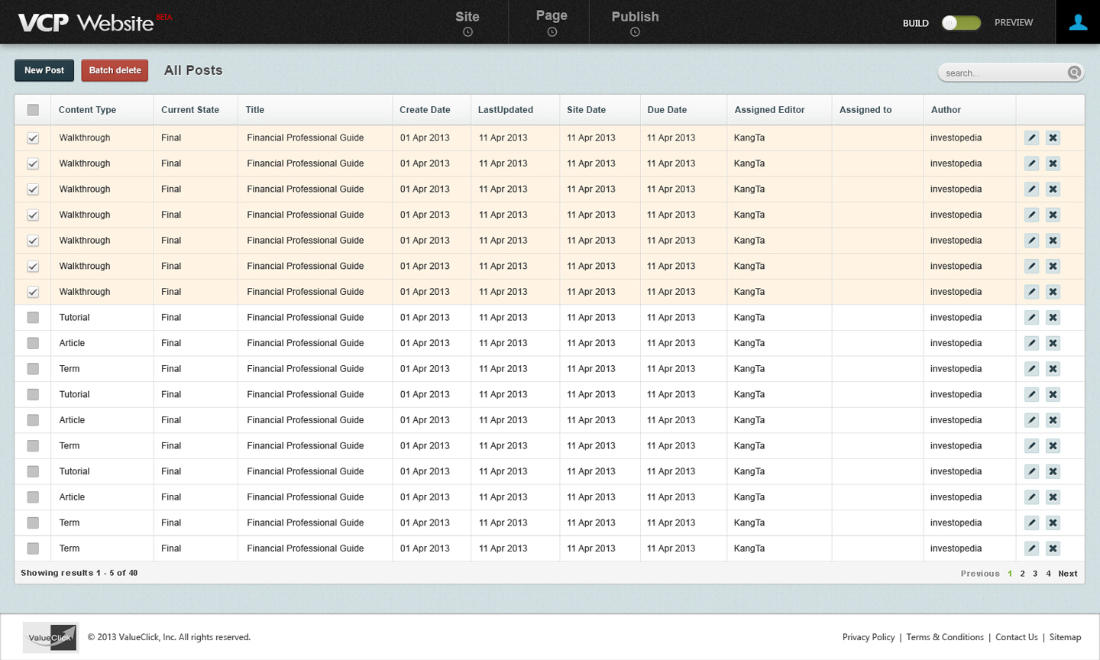 VCP Website BETA
Site Page Publish
BUILD PREVIEW
New Post Batch delete All Posts search...
Content Type Current State Title Create Date LastUpdated Site Date Due Date Assigned Editor Assigned to Author
Walkthrough Final Financial Professional Guide 01 Apr 2013 11 Apr 2013 11 Apr 2013 11 Apr 2013 KangTa investopedia
Walkthrough Final Financial Professional Guide 01 Apr 2013 11 Apr 2013 11 Apr 2013 11 Apr 2013 KangTa investopedia
Walkthrough Final Financial Professional Guide 01 Apr 2013 11 Apr 2013 11 Apr 2013 11 Apr 2013 KangTa investopedia
Walkthrough Final Financial Professional Guide 01 Apr 2013 11 Apr 2013 11 Apr 2013 11 Apr 2013 KangTa investopedia
Walkthrough Final Financial Professional Guide 01 Apr 2013 11 Apr 2013 11 Apr 2013 11 Apr 2013 KangTa investopedia
Walkthrough Final Financial Professional Guide 01 Apr 2013 11 Apr 2013 11 Apr 2013 11 Apr 2013 KangTa investopedia
Walkthrough Final Financial Professional Guide 01 Apr 2013 11 Apr 2013 11 Apr 2013 11 Apr 2013 KangTa investopedia
Tutorial Final Financial Professional Guide 01 Apr 2013 11 Apr 2013 11 Apr 2013 11 Apr 2013 KangTa investopedia
Article Final Financial Professional Guide 01 Apr 2013 11 Apr 2013 11 Apr 2013 11 Apr 2013 KangTa investopedia
Term Final Financial Professional Guide 01 Apr 2013 11 Apr 2013 11 Apr 2013 11 Apr 2013 KangTa investopedia
Tutorial Final Financial Professional Guide 01 Apr 2013 11 Apr 2013 11 Apr 2013 11 Apr 2013 KangTa investopedia
Article Final Financial Professional Guide 01 Apr 2013 11 Apr 2013 11 Apr 2013 11 Apr 2013 KangTa investopedia
Term Final Financial Professional Guide 01 Apr 2013 11 Apr 2013 11 Apr 2013 11 Apr 2013 KangTa investopedia
Tutorial Final Financial Professional Guide 01 Apr 2013 11 Apr 2013 11 Apr 2013 11 Apr 2013 KangTa investopedia
Article Final Financial Professional Guide 01 Apr 2013 11 Apr 2013 11 Apr 2013 11 Apr 2013 KangTa investopedia
Term Final Financial Professional Guide 01 Apr 2013 11 Apr 2013 11 Apr 2013 11 Apr 2013 KangTa investopedia
Term Final Financial Professional Guide 01 Apr 2013 11 Apr 2013 11 Apr 2013 11 Apr 2013 KangTa investopedia
Showing results 1 - 5 of 40 Previous 1 2 3 4 Next
ValueClick © 2013 ValueClick, Inc. All rights reserved. Privacy Policy | Terms & Conditions | Contact Us | Sitemap